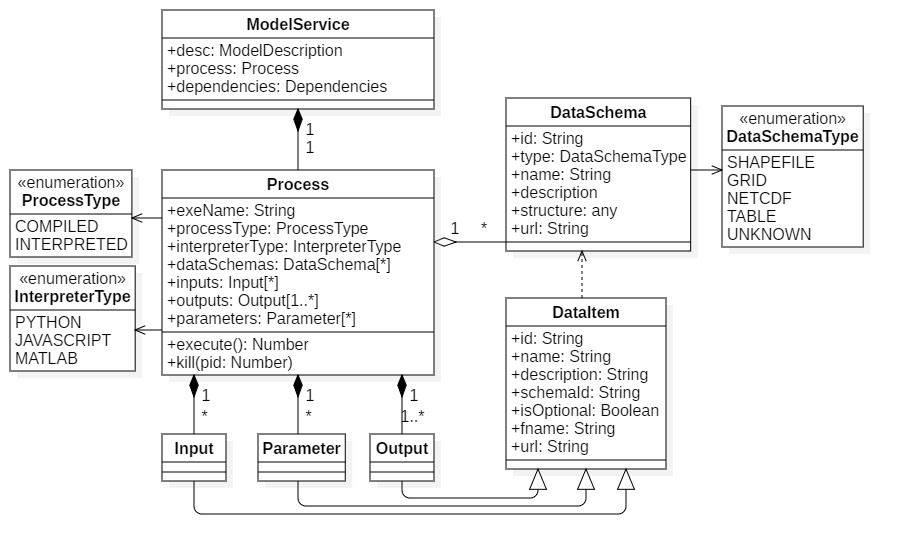 ModelService
+desc: ModelDescription
+process: Process
+dependencies: Dependencies
1
1
«enumeration»
ProcessType
COMPILED
INTERPRETED
«enumeration»
InterpreterType
PYTHON
JAVASCRIPT
MATLAB
Process
+exeName: String
+processType: ProcessType
+interpreterType: InterpreterType
+dataSchemas: DataSchema[*]
+inputs: Input[*]
+outputs: Output[1..*]
+parameters: Parameter[*]
+execute(): Number
+kill(pid: Number)
1 *
DataSchema
+id: String
+type: DataSchemaType
+name: String
+description
+structure: any
+url: String
«enumeration»
DataSchemaType
SHAPEFILE
GRID
NETCDF
TABLE
UNKNOWN
DataItem
+id: String
+name: String
+description: String
+schemaId: String
+isOptional: Boolean
+fname: String
+url: String
1 1 1
* * 1..*
Input Parameter Output